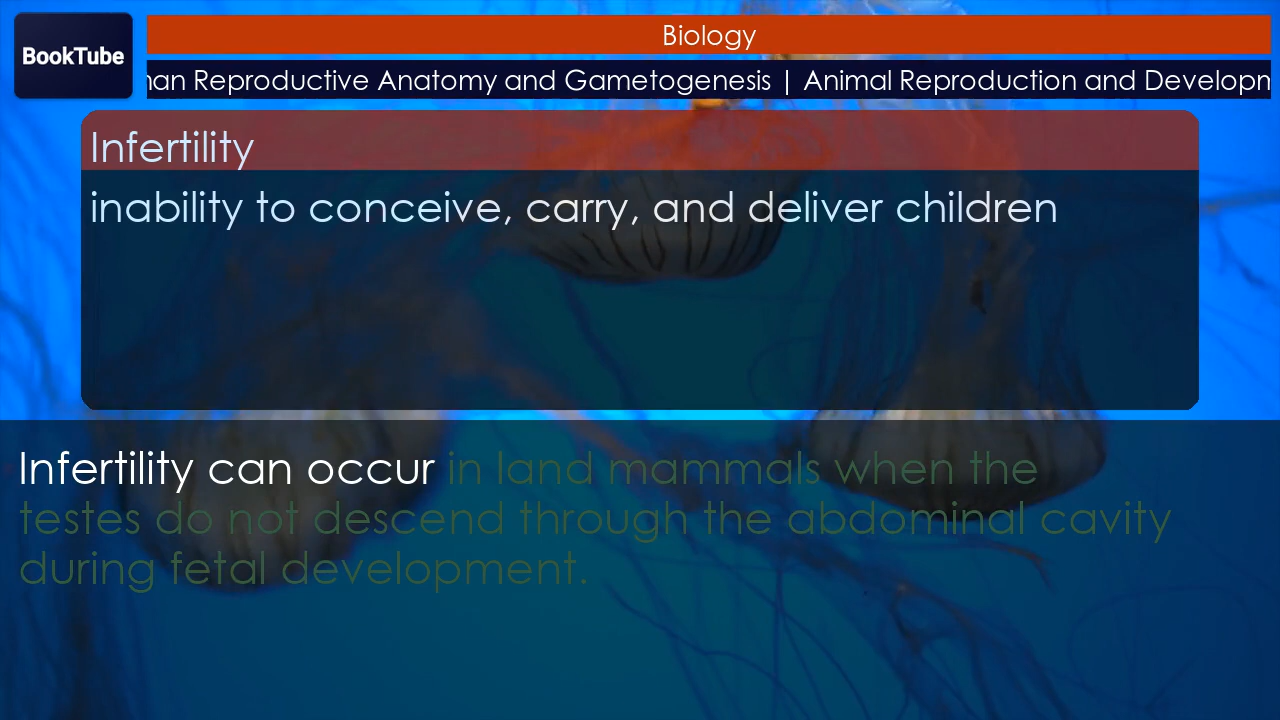 BookTube
Biology
nan Reproductive Anatomy and Gametogenesis | Animal Reproduction and Developm
Infertility
inability to conceive, carry, and deliver children
Infertility can occur in land mammals when the
testes do not descend through the abdominal cavity
during fetal development.